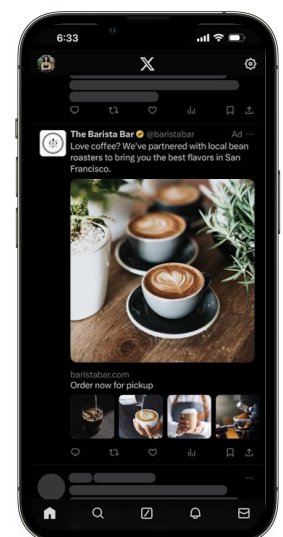 6:33
The Barista Bar @baristabar Ad
Love coffee? We've partnered with local bean
roasters to bring you the best flavors in San
Francisco.
baristabar.com
Order now for pickup